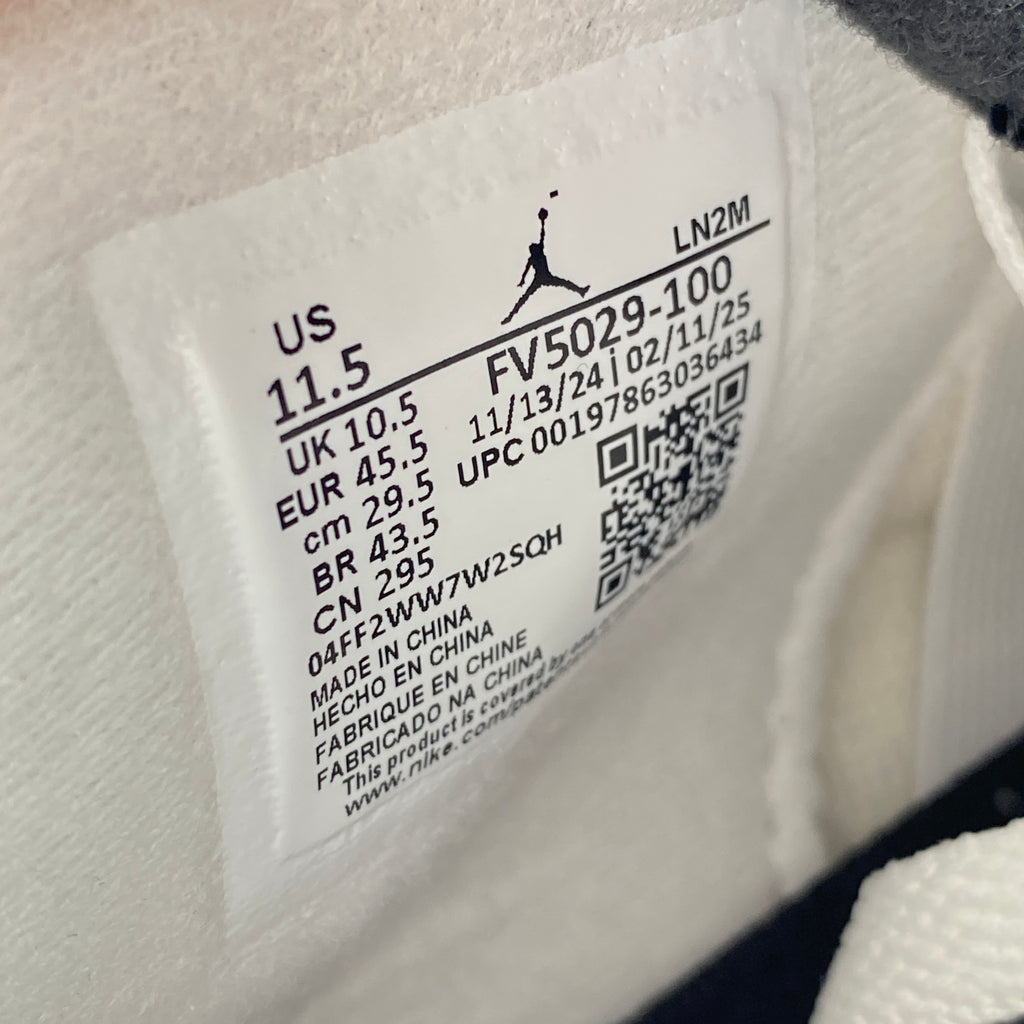 LN2M
US
11.5
FV5029-100
UK 10.5
11/13/24 | 02/11/25
EUR 45.5
UPC 00197863036434
cm 29.5
BR 43.5
CN 295
04FF2WW7W2SQH
MADE IN CHINA
HECHO EN CHINA
FABRIQUE EN CHINE
FABRICADO NA CHINA
This product is covered by one
www.nike.com/